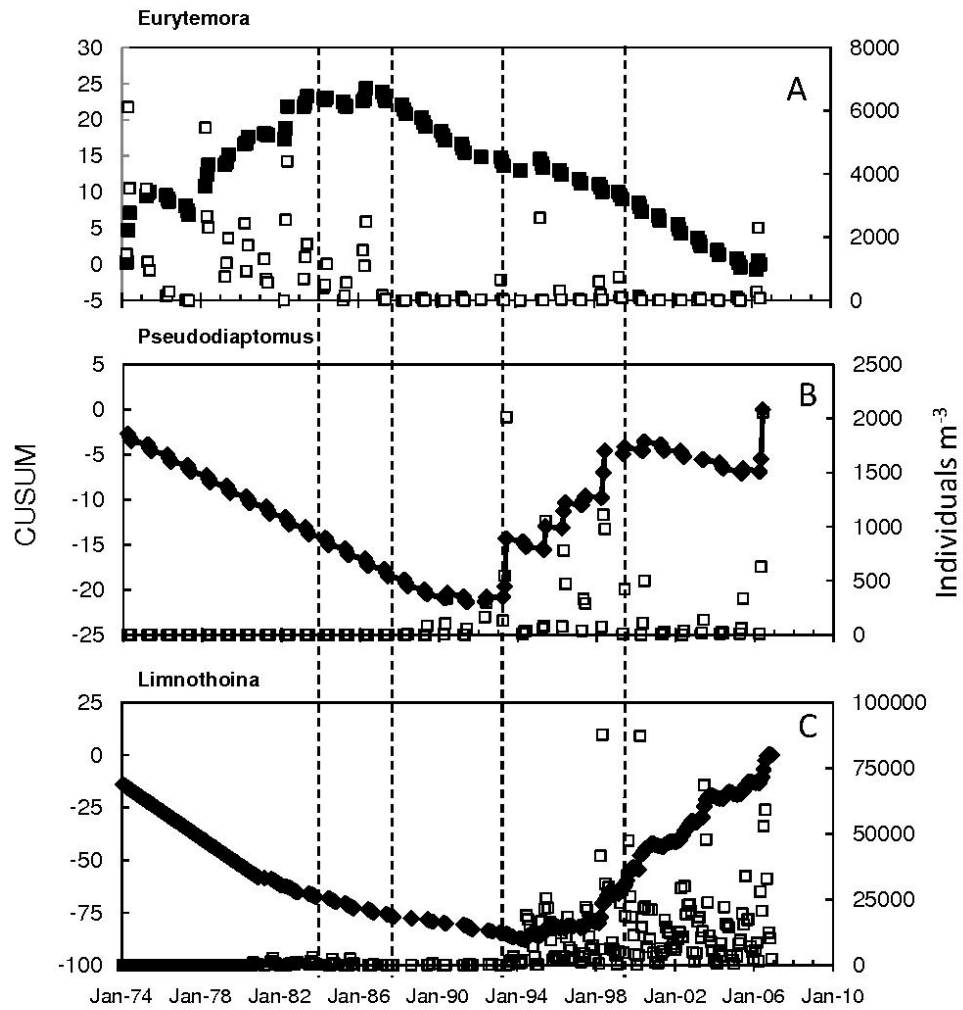 Eurytemora
30 8000
25 A
20 6000
15
10 4000
5
0 2000
-5 0
Pseudodiaptomus
5 2500
0 B
-5 2000
-10 1500
-15 1000
-20 500
-25 0
CUSUM
Individuals m-3
Limnothoina
25 100000
0 C
-25 75000
-50 50000
-75 25000
-100 0
Jan-74 Jan-78 Jan-82 Jan-86 Jan-90 Jan-94 Jan-98 Jan-02 Jan-06 Jan-10